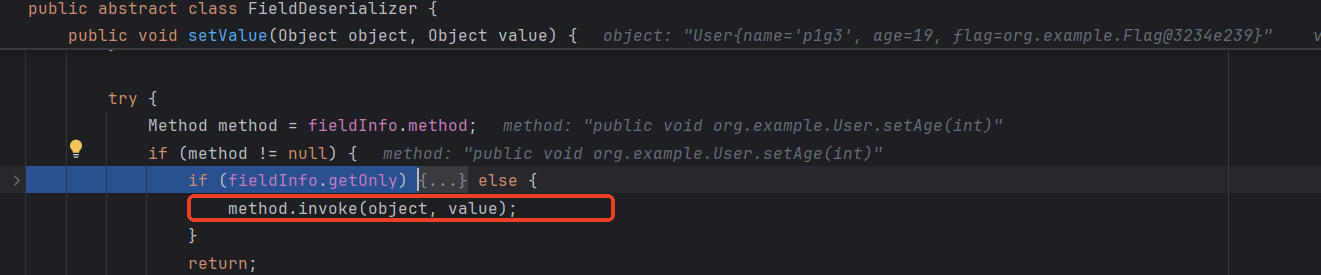 public abstract class FieldDeserializer {
public void setValue(Object object, Object value) { object: "User{name='p1g3', age=19, flag=org.example.Flag@3234e239}" v
try {
Method method = fieldInfo.method; method: "public void org.example.User.setAge(int)"
if (method != null) { method: "public void org.example.User.setAge(int)"
if (fieldInfo.getOnly) {...} else {
method.invoke(object, value);
}
return;